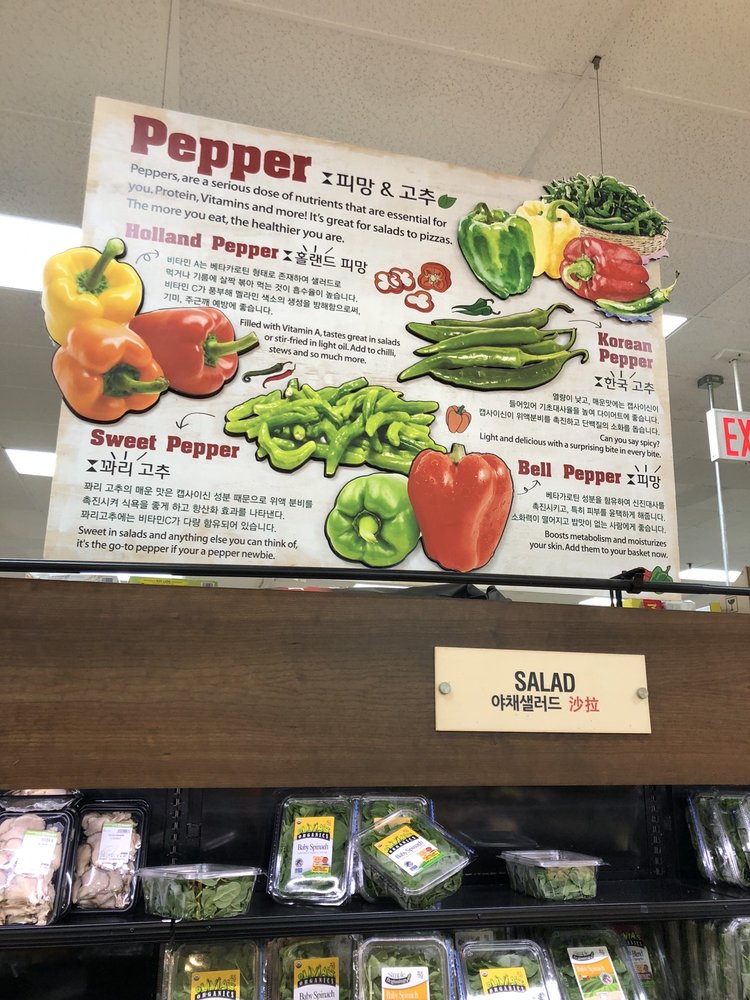 Pepper
피망 & 고추
Peppers, are a serious dose of nutrients that are essential for
you. Protein, Vitamins and more! It's great for salads to pizzas.
The more you eat, the healthier you are.
Holland Pepper 홀랜드 피망
비타민 A는 베타카로틴 형태로 존재하여 샐러드로
먹거나 기름에 살짝 볶아 먹는 것이 흡수율이 높습니다.
비타민 C가 풍부해 멜라민 색소의 생성을 방해함으로써,
기미, 주근깨 예방에 좋습니다.
Filled with Vitamin A, tastes great in salads
or stir-fried in light oil. Add to chilli,
stews and so much more.
Korean
Pepper
한국 고추
열량이 낮고, 매운맛에는 캡사이신이
들어있어 기초대사율을 높여 다이어트에 좋습니다.
캡사이신이 위액분비를 촉진하고 단백질의 소화를 돕습니다.
Can you say spicy?
Light and delicious with a surprising bite in every bite.
Sweet Pepper
꽈리 고추
꽈리 고추의 매운 맛은 캡사이신 성분 때문으로 위액 분비를
촉진시켜 식욕을 좋게 하고 항산화 효과를 나타낸다.
꽈리고추에는 비타민C가 다량 함유되어 있습니다.
Sweet in salads and anything else you can think of,
it's the go-to pepper if your a pepper newbie.
Bell Pepper 피망
베타카로틴 성분을 함유하여 신진대사를
촉진시키고, 특히 피부를 윤택하게 해줍니다.
소화력이 떨어지고 밥맛이 없는 사람에게 좋습니다.
Boosts metabolism and moisturizes
your skin. Add them to your basket now.
EX
SALAD
야채샐러드 沙拉
ORGANICS
Baby Spinach
ORGANICS
Baby Spinach
Baby Spinach
ORGANICS
Baby Spinach
Simple
Baby Spinach
ORGANICS